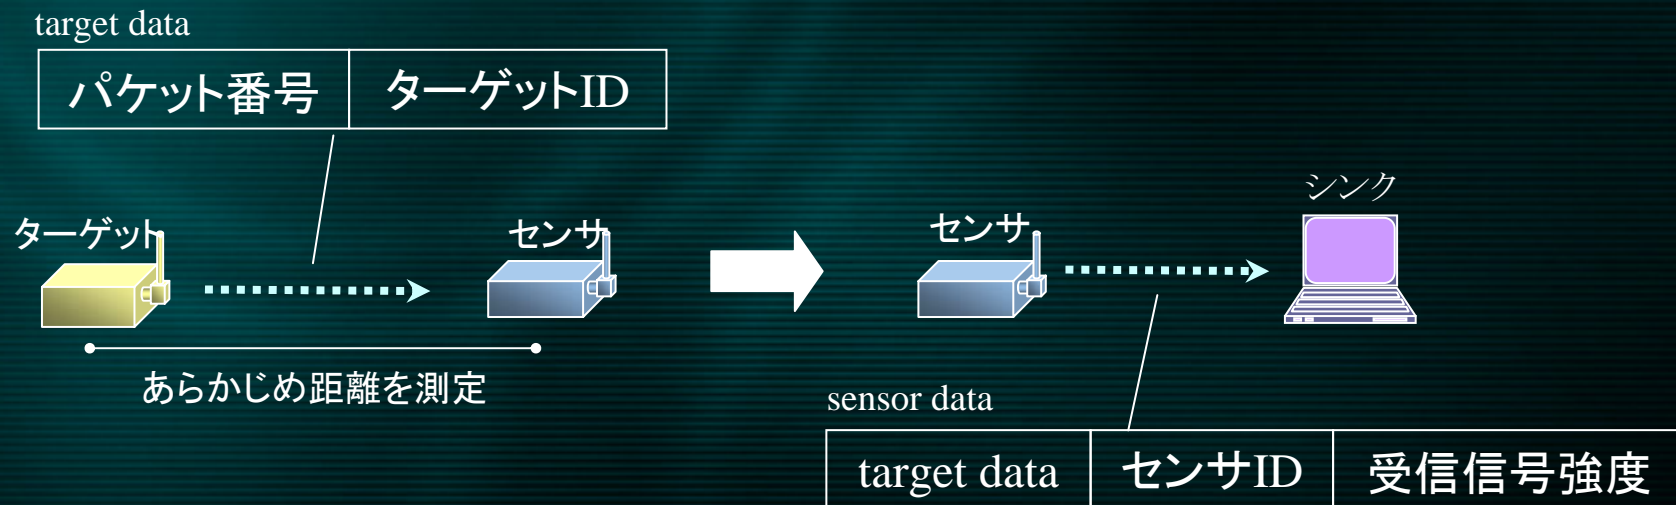 target data
パケット番号 ターゲットID
ターゲット
センサ
センサ
シンク
あらかじめ距離を測定
sensor data
target data センサID 受信信号強度